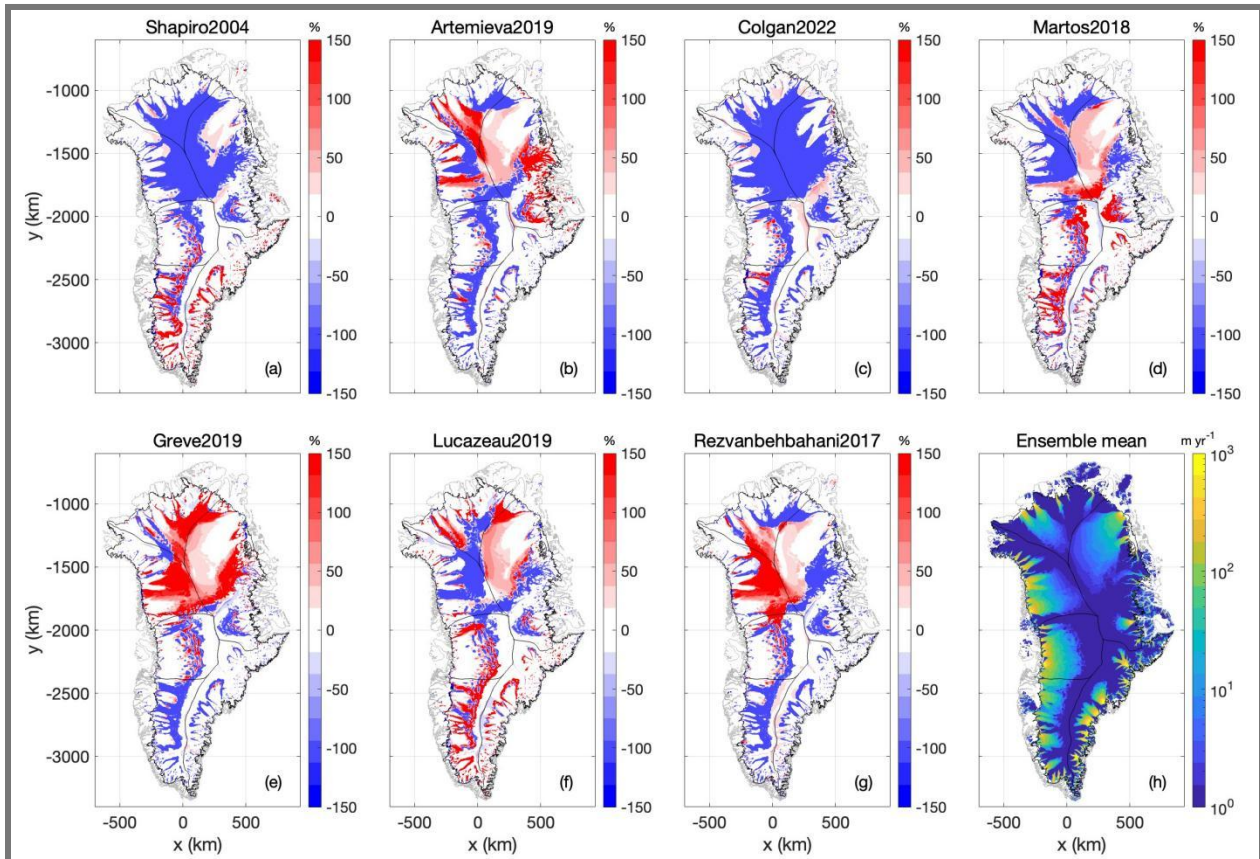 Shapiro2004 % Artemieva2019 % Colgan2022 % Martos2018 %
150 150 150 150
-1000 100 100 100 100
-1500 50 50 50 50
y (km) -2000 0 0 0 0
-2500 -50 -50 -50 -50
-3000 -100 -100 -100 -100
(a) (b) (c) (d)
-150 -150 -150 -150
Greve2019 % Lucazeau2019 % Rezvanbehbahani2017 % Ensemble mean m yr-1
150 150 150 10³
-1000 100 100 100
-1500 50 50 50 10²
y (km) -2000 0 0 0
-2500 -50 -50 -50 10¹
-3000 -100 -100 -100
(e) (f) (g) (h)
-150 -150 -150 10⁰
-500 0 500 -500 0 500 -500 0 500 -500 0 500
x (km) x (km) x (km) x (km)